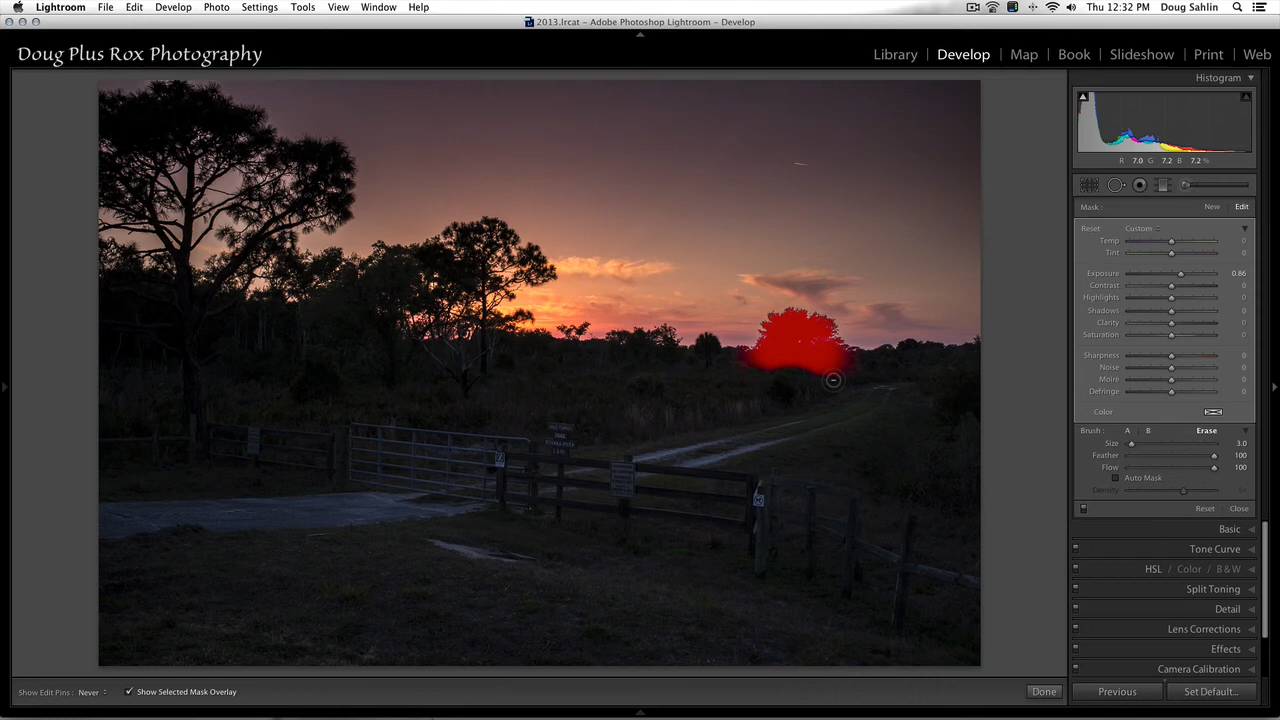 Lightroom File Edit Develop Photo Settings Tools View Window Help Thu 12:32 PM Doug Sahlin
2013.lrcat – Adobe Photoshop Lightroom – Develop
Doug Plus Rox Photography Library Develop Map Book Slideshow Print Web
Histogram
R 7.0 G 7.2 B 7.2 %
Mask : New Edit
Reset Custom
Temp 0
Tint 0
Exposure 0.86
Contrast 0
Highlights 0
Shadows 0
Clarity 0
Saturation 0
Sharpness 0
Noise 0
Moiré 0
Defringe 0
Color
Brush : A B Erase
Size 3.0
Feather 100
Flow 100
Auto Mask
Density
Reset Close
Basic
Tone Curve
HSL / Color / B & W
Split Toning
Detail
Lens Corrections
Effects
Camera Calibration
Show Edit Pins : Never Show Selected Mask Overlay Done Previous Set Default...